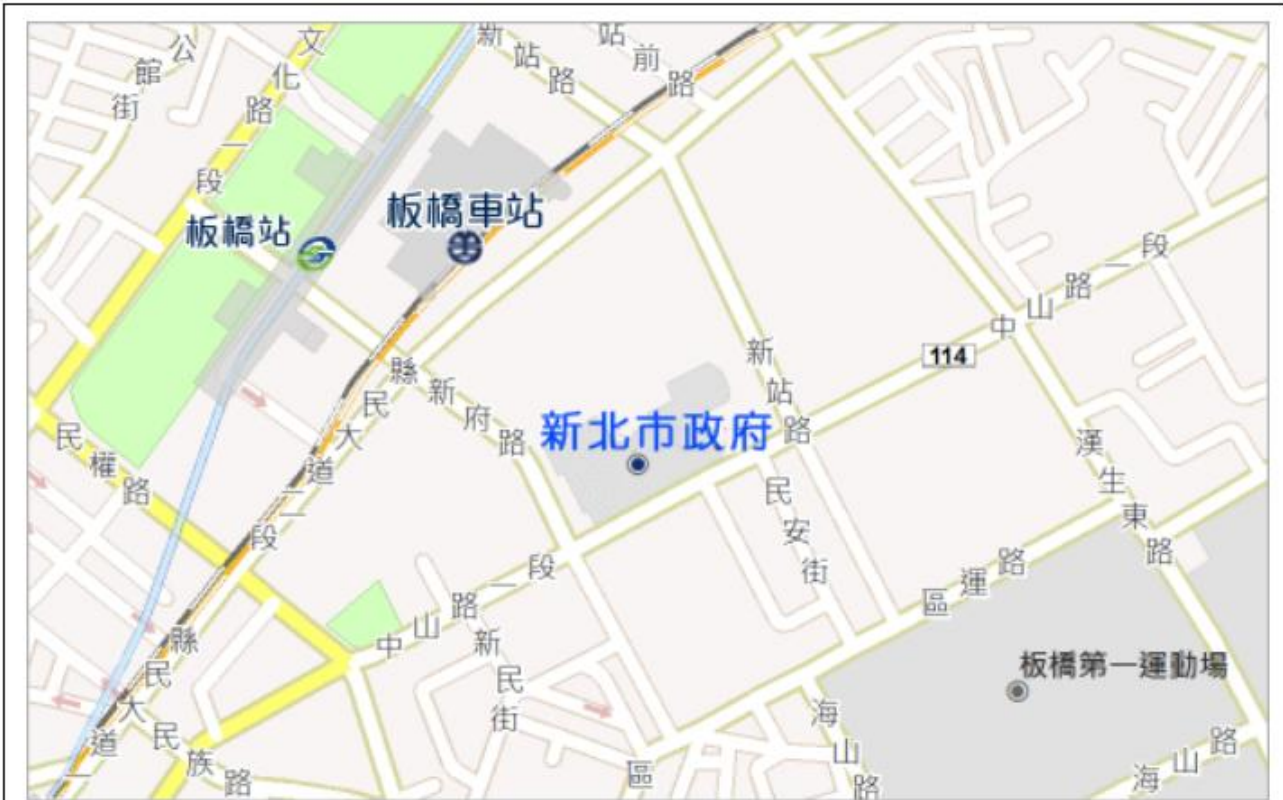 公館街
文化路一段
新站路
站前路
板橋站
板橋車站
中山路一段
114
新站路
縣民大道二段
新府路
新北市政府
民權路
漢生東路
民安街
區運路
中山路一段
新民街
板橋第一運動場
縣民大道一
民族路
海山路
海山路
區